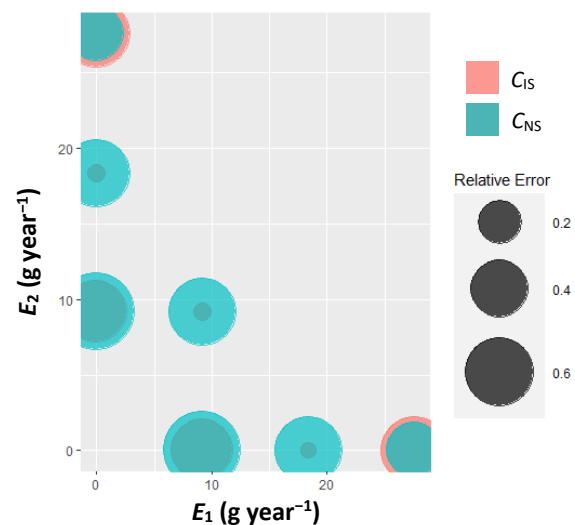 C_IS
C_NS
Relative Error
0.2
0.4
0.6
20
10
0
E₂ (g year⁻¹)
0 10 20
E₁ (g year⁻¹)